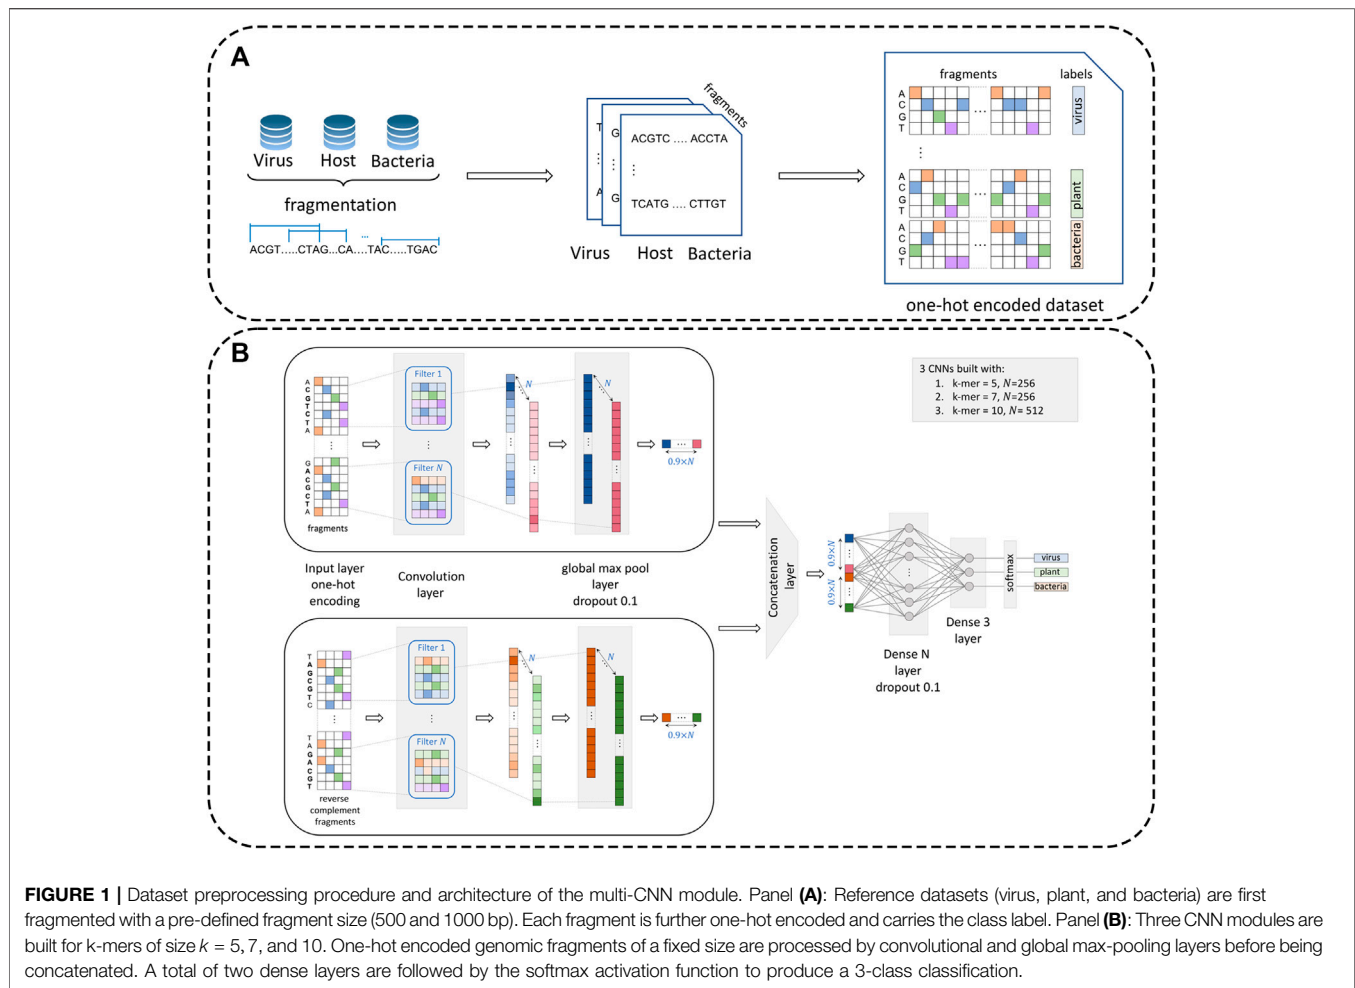 A
Virus Host Bacteria
fragmentation
...
ACGT.....CTAG...CA....TAC.....TGAC
fragments
T
⋮
A
G
⋮
G
ACGTC .... ACCTA
⋮
TCATG .... CTTGT
Virus Host Bacteria
fragments labels
A
C
G
T
...
virus
⋮
A
C
G
T
...
plant
A
C
G
T
...
bacteria
one-hot encoded dataset
B
A
C
G
T
C
T
A
⋮
G
A
C
G
C
T
A
fragments
Filter 1
⋮
Filter N
N
...
⋮
⋮
N
...
⋮
⋮
...
0.9×N
3 CNNs built with:
1. k-mer = 5, N=256
2. k-mer = 7, N=256
3. k-mer = 10, N= 512
Input layer
one-hot
encoding
Convolution
layer
global max pool
layer
dropout 0.1
T
A
G
C
G
T
C
⋮
T
A
G
A
C
G
T
reverse
complement
fragments
Filter 1
⋮
Filter N
N
...
⋮
⋮
N
...
⋮
⋮
...
0.9×N
Concatenation
layer
0.9×N
0.9×N
⋮
⋮
⋮
Dense N
layer
dropout 0.1
Dense 3
layer
softmax
virus
plant
bacteria
FIGURE 1 | Dataset preprocessing procedure and architecture of the multi-CNN module. Panel (A): Reference datasets (virus, plant, and bacteria) are first
fragmented with a pre-defined fragment size (500 and 1000 bp). Each fragment is further one-hot encoded and carries the class label. Panel (B): Three CNN modules are
built for k-mers of size k = 5, 7, and 10. One-hot encoded genomic fragments of a fixed size are processed by convolutional and global max-pooling layers before being
concatenated. A total of two dense layers are followed by the softmax activation function to produce a 3-class classification.